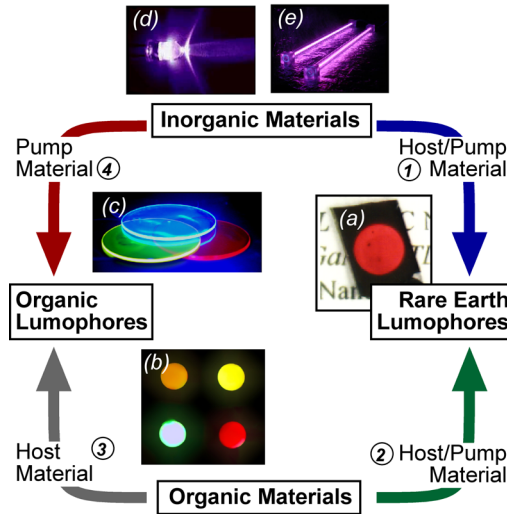 (d)
(e)
Inorganic Materials
Pump
Material ④
Host/Pump
① Material
(c)
(a)
Organic
Lumophores
Rare Earth
Lumophores
(b)
Host
Material ③
② Host/Pump
Material
Organic Materials